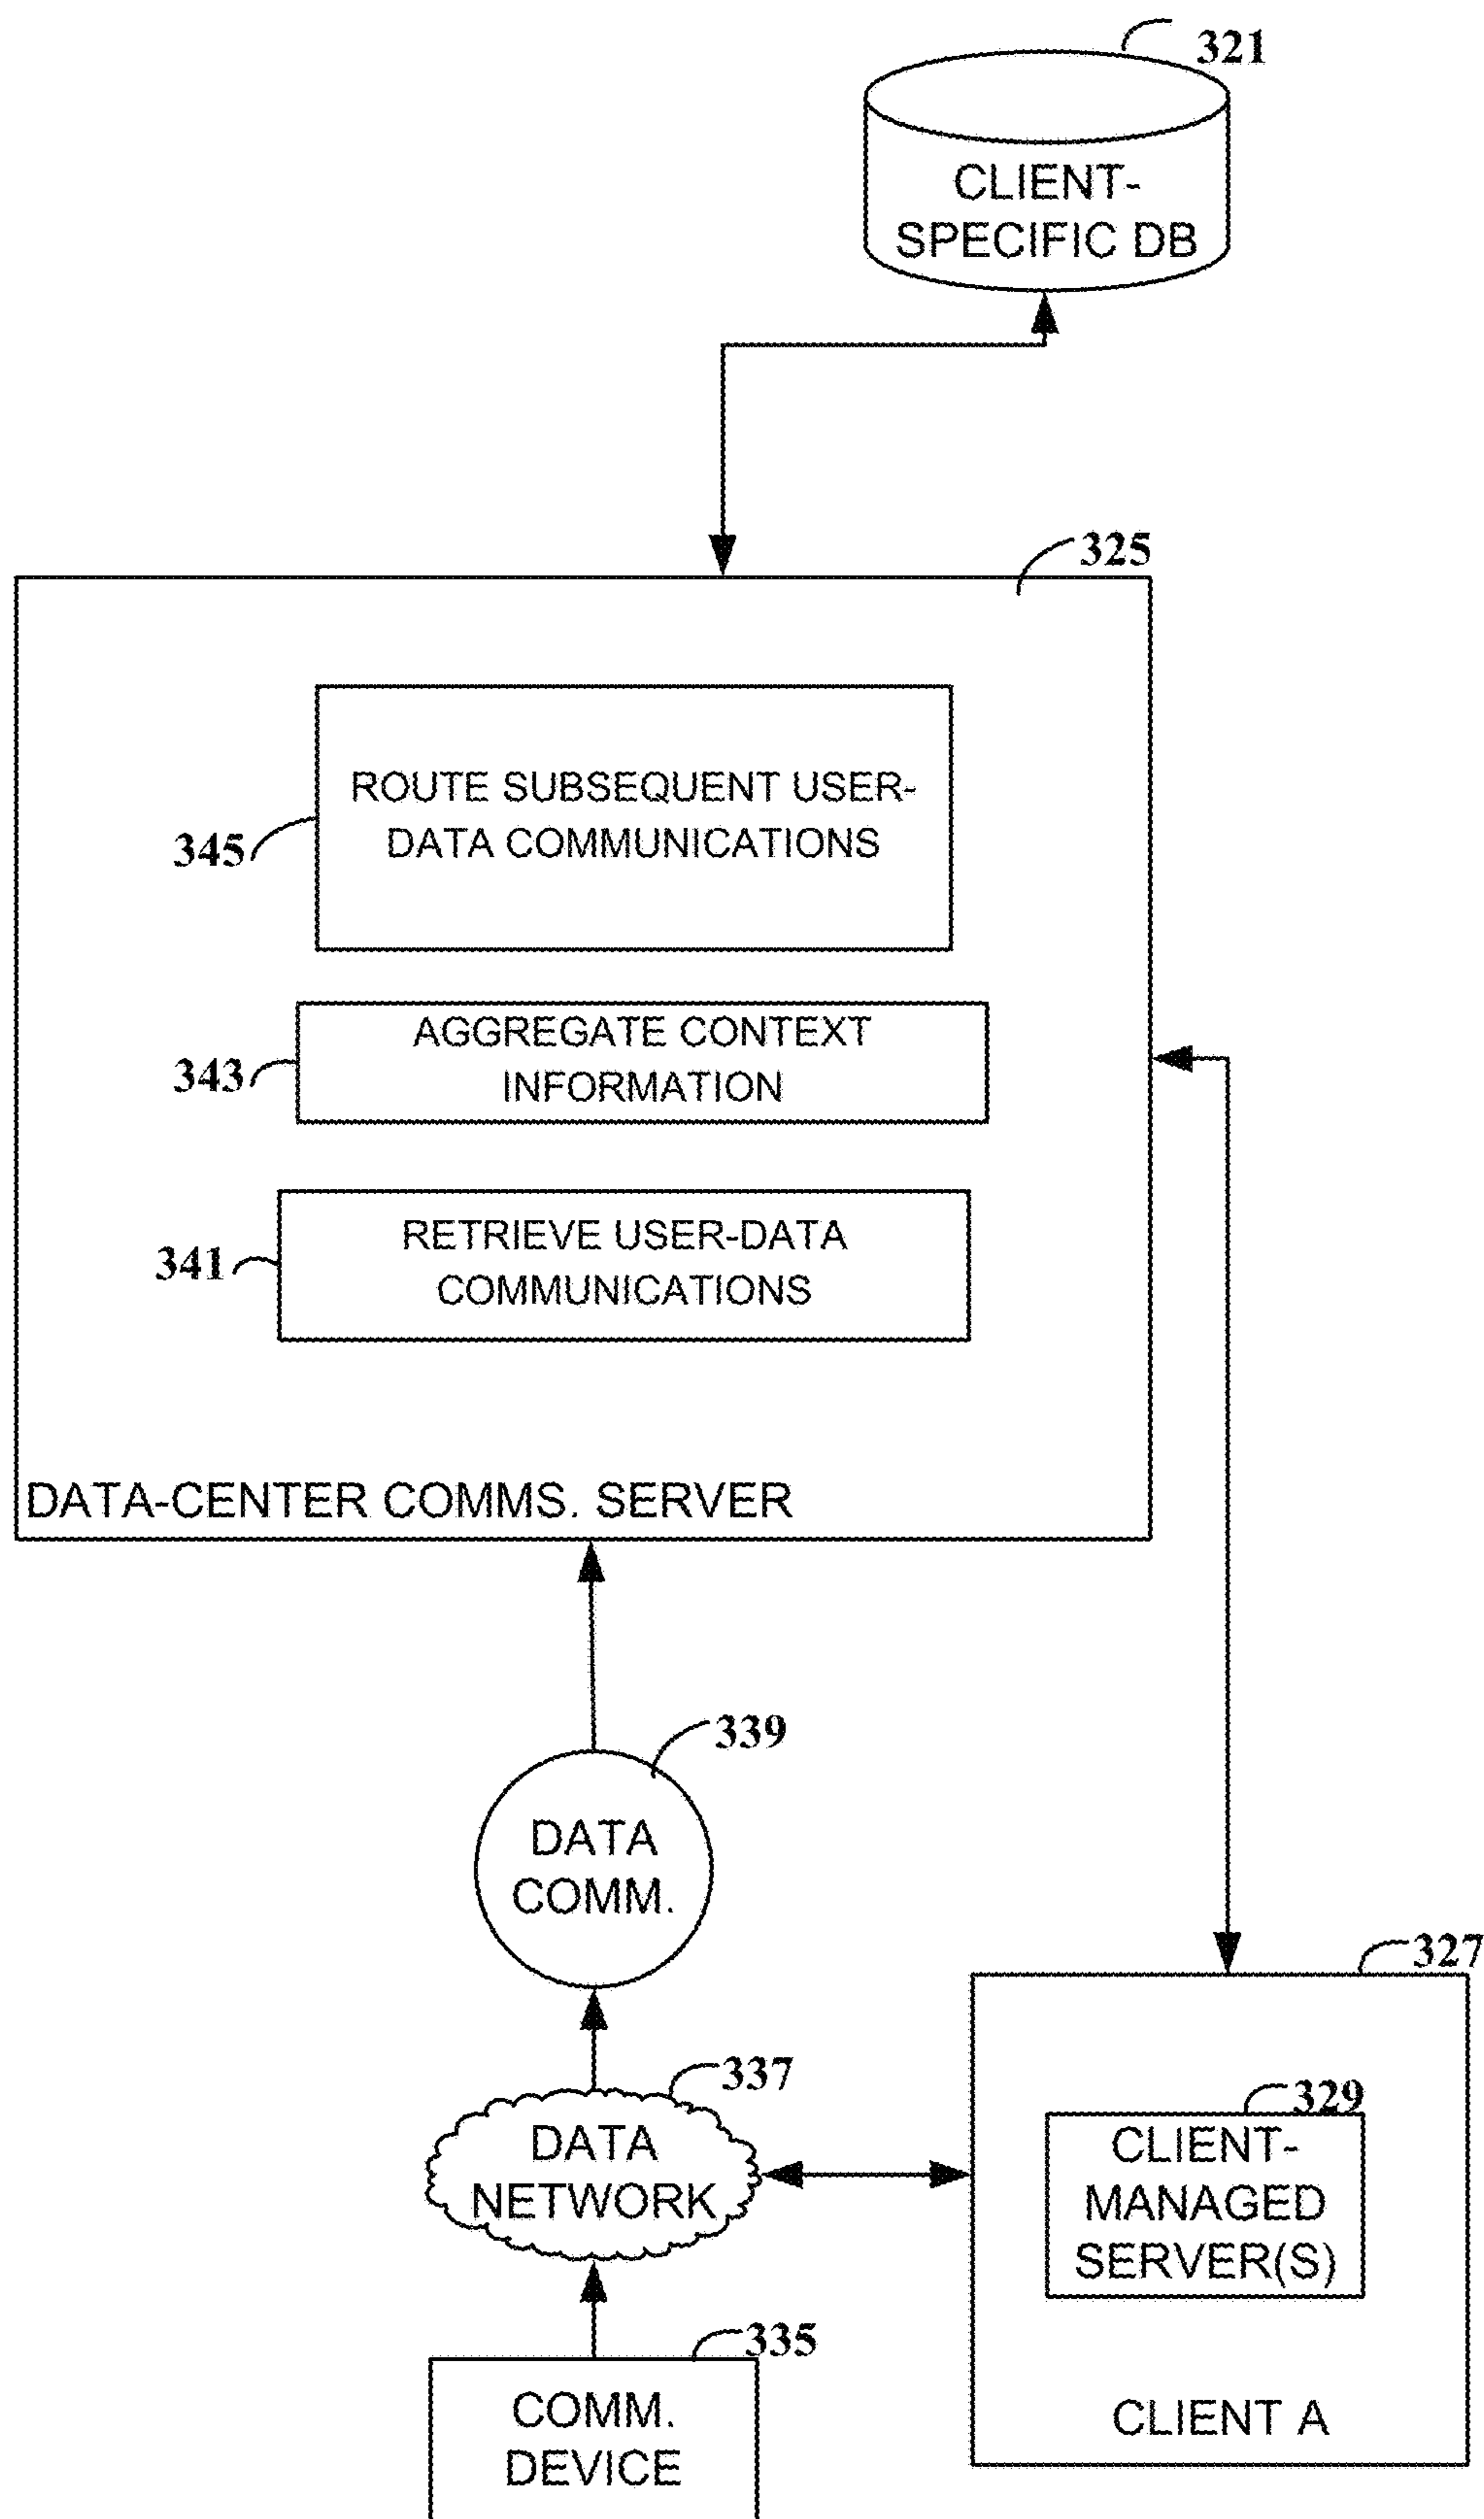 321
CLIENT-
SPECIFIC DB
325
ROUTE SUBSEQUENT USER-
DATA COMMUNICATIONS
345
AGGREGATE CONTEXT
INFORMATION
343
RETRIEVE USER-DATA
COMMUNICATIONS
341
DATA-CENTER COMMS. SERVER
339
DATA
COMM.
327
337
DATA
NETWORK
329
CLIENT-
MANAGED
SERVER(S)
CLIENT A
335
COMM.
DEVICE